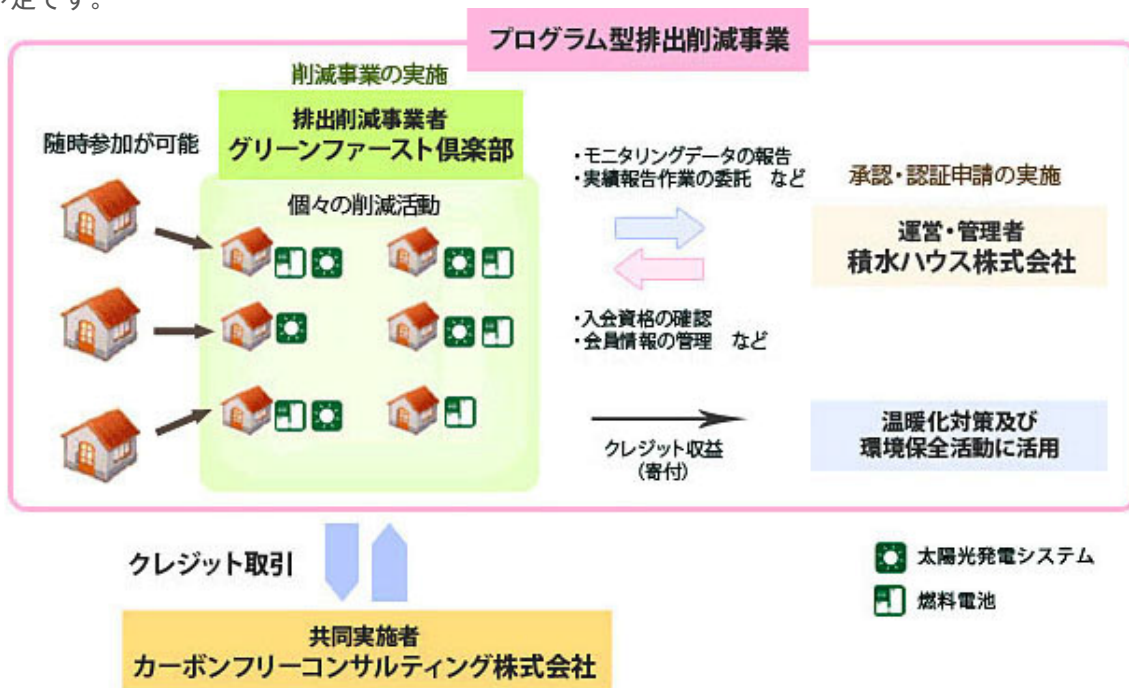 定です。
プログラム型排出削減事業
削減事業の実施
排出削減事業者
グリーンファースト倶楽部
随時参加が可能
個々の削減活動
・モニタリングデータの報告
・実績報告作業の委託　など
承認・認証申請の実施
運営・管理者
積水ハウス株式会社
・入会資格の確認
・会員情報の管理　など
クレジット収益
(寄付)
温暖化対策及び
環境保全活動に活用
クレジット取引
太陽光発電システム
燃料電池
共同実施者
カーボンフリーコンサルティング株式会社